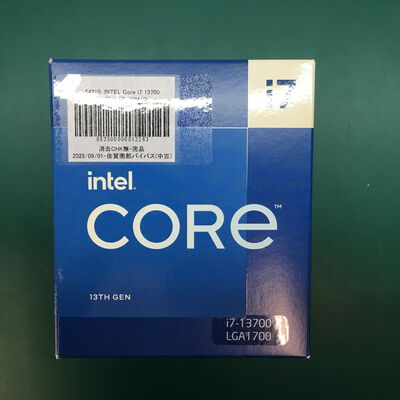 INTEL Core i7 13700
i7
消去CHK無-完品
2025/09/01-佐賀南部バイパス(中古)
intel.
CORE™
13TH GEN
i7-13700
LGA1700